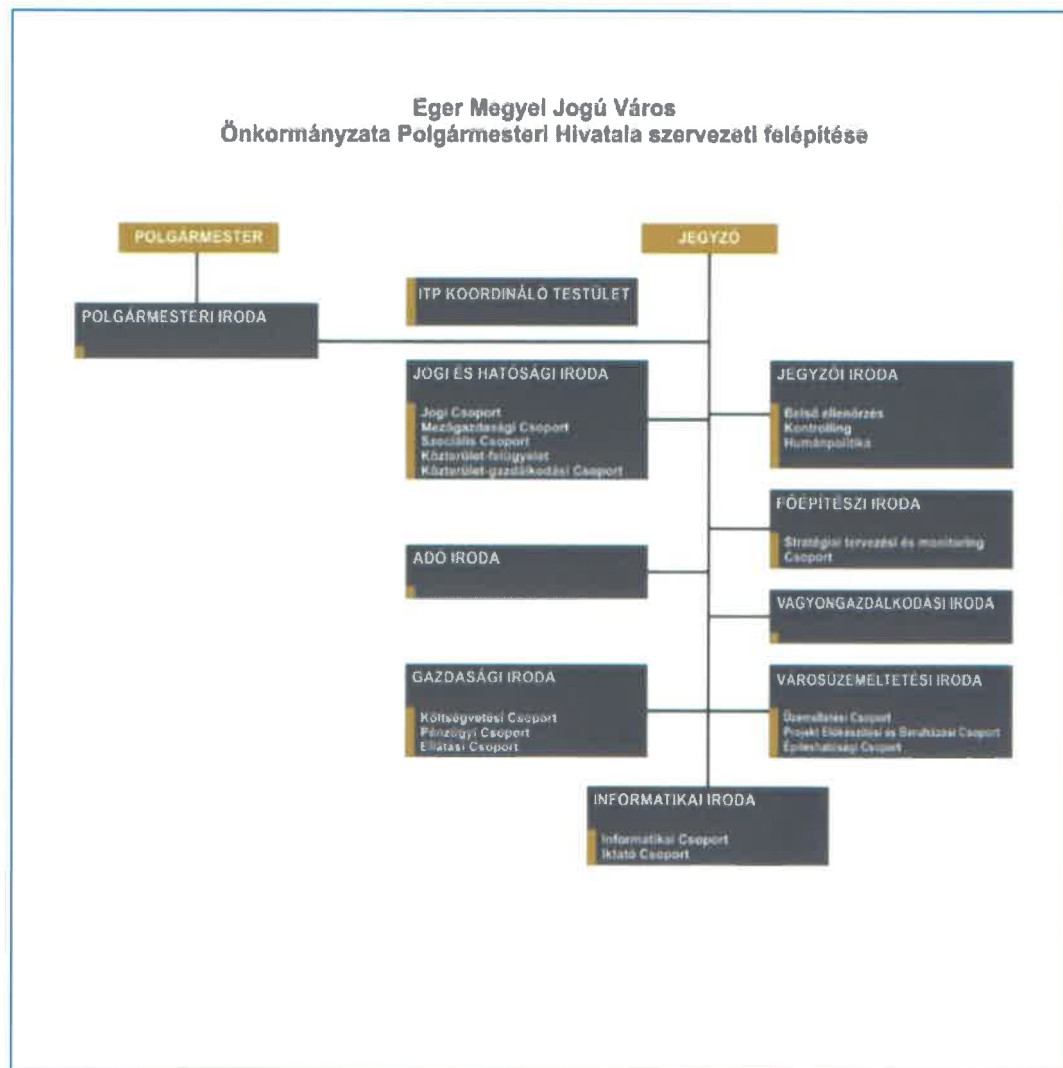 Eger Megyei Jogú Város
Önkormányzata Polgármesteri Hivatala szervezeti felépítése
POLGÁRMESTER
JEGYZŐ
ITP KOORDINÁLÓ TESTÜLET
POLGÁRMESTERI IRODA
JOGI ÉS HATÓSÁGI IRODA
Jogi Csoport
Mezőgazdasági Csoport
Szociális Csoport
Közterület-felügyelet
Közterület-gazdálkodási Csoport
JEGYZŐI IRODA
Belső ellenőrzés
Kontrolling
Humánpolitika
FŐÉPÍTÉSZI IRODA
Stratégiai tervezési és monitoring
Csoport
ADÓ IRODA
VAGYONGAZDÁLKODÁSI IRODA
GAZDASÁGI IRODA
Költségvetési Csoport
Pénzügyi Csoport
Ellátási Csoport
VÁROSÜZEMELTETÉSI IRODA
Üzemeltetési Csoport
Projekt Előkészítési és Beruházási Csoport
Építéshatósági Csoport
INFORMATIKAI IRODA
Informatikai Csoport
Iktató Csoport